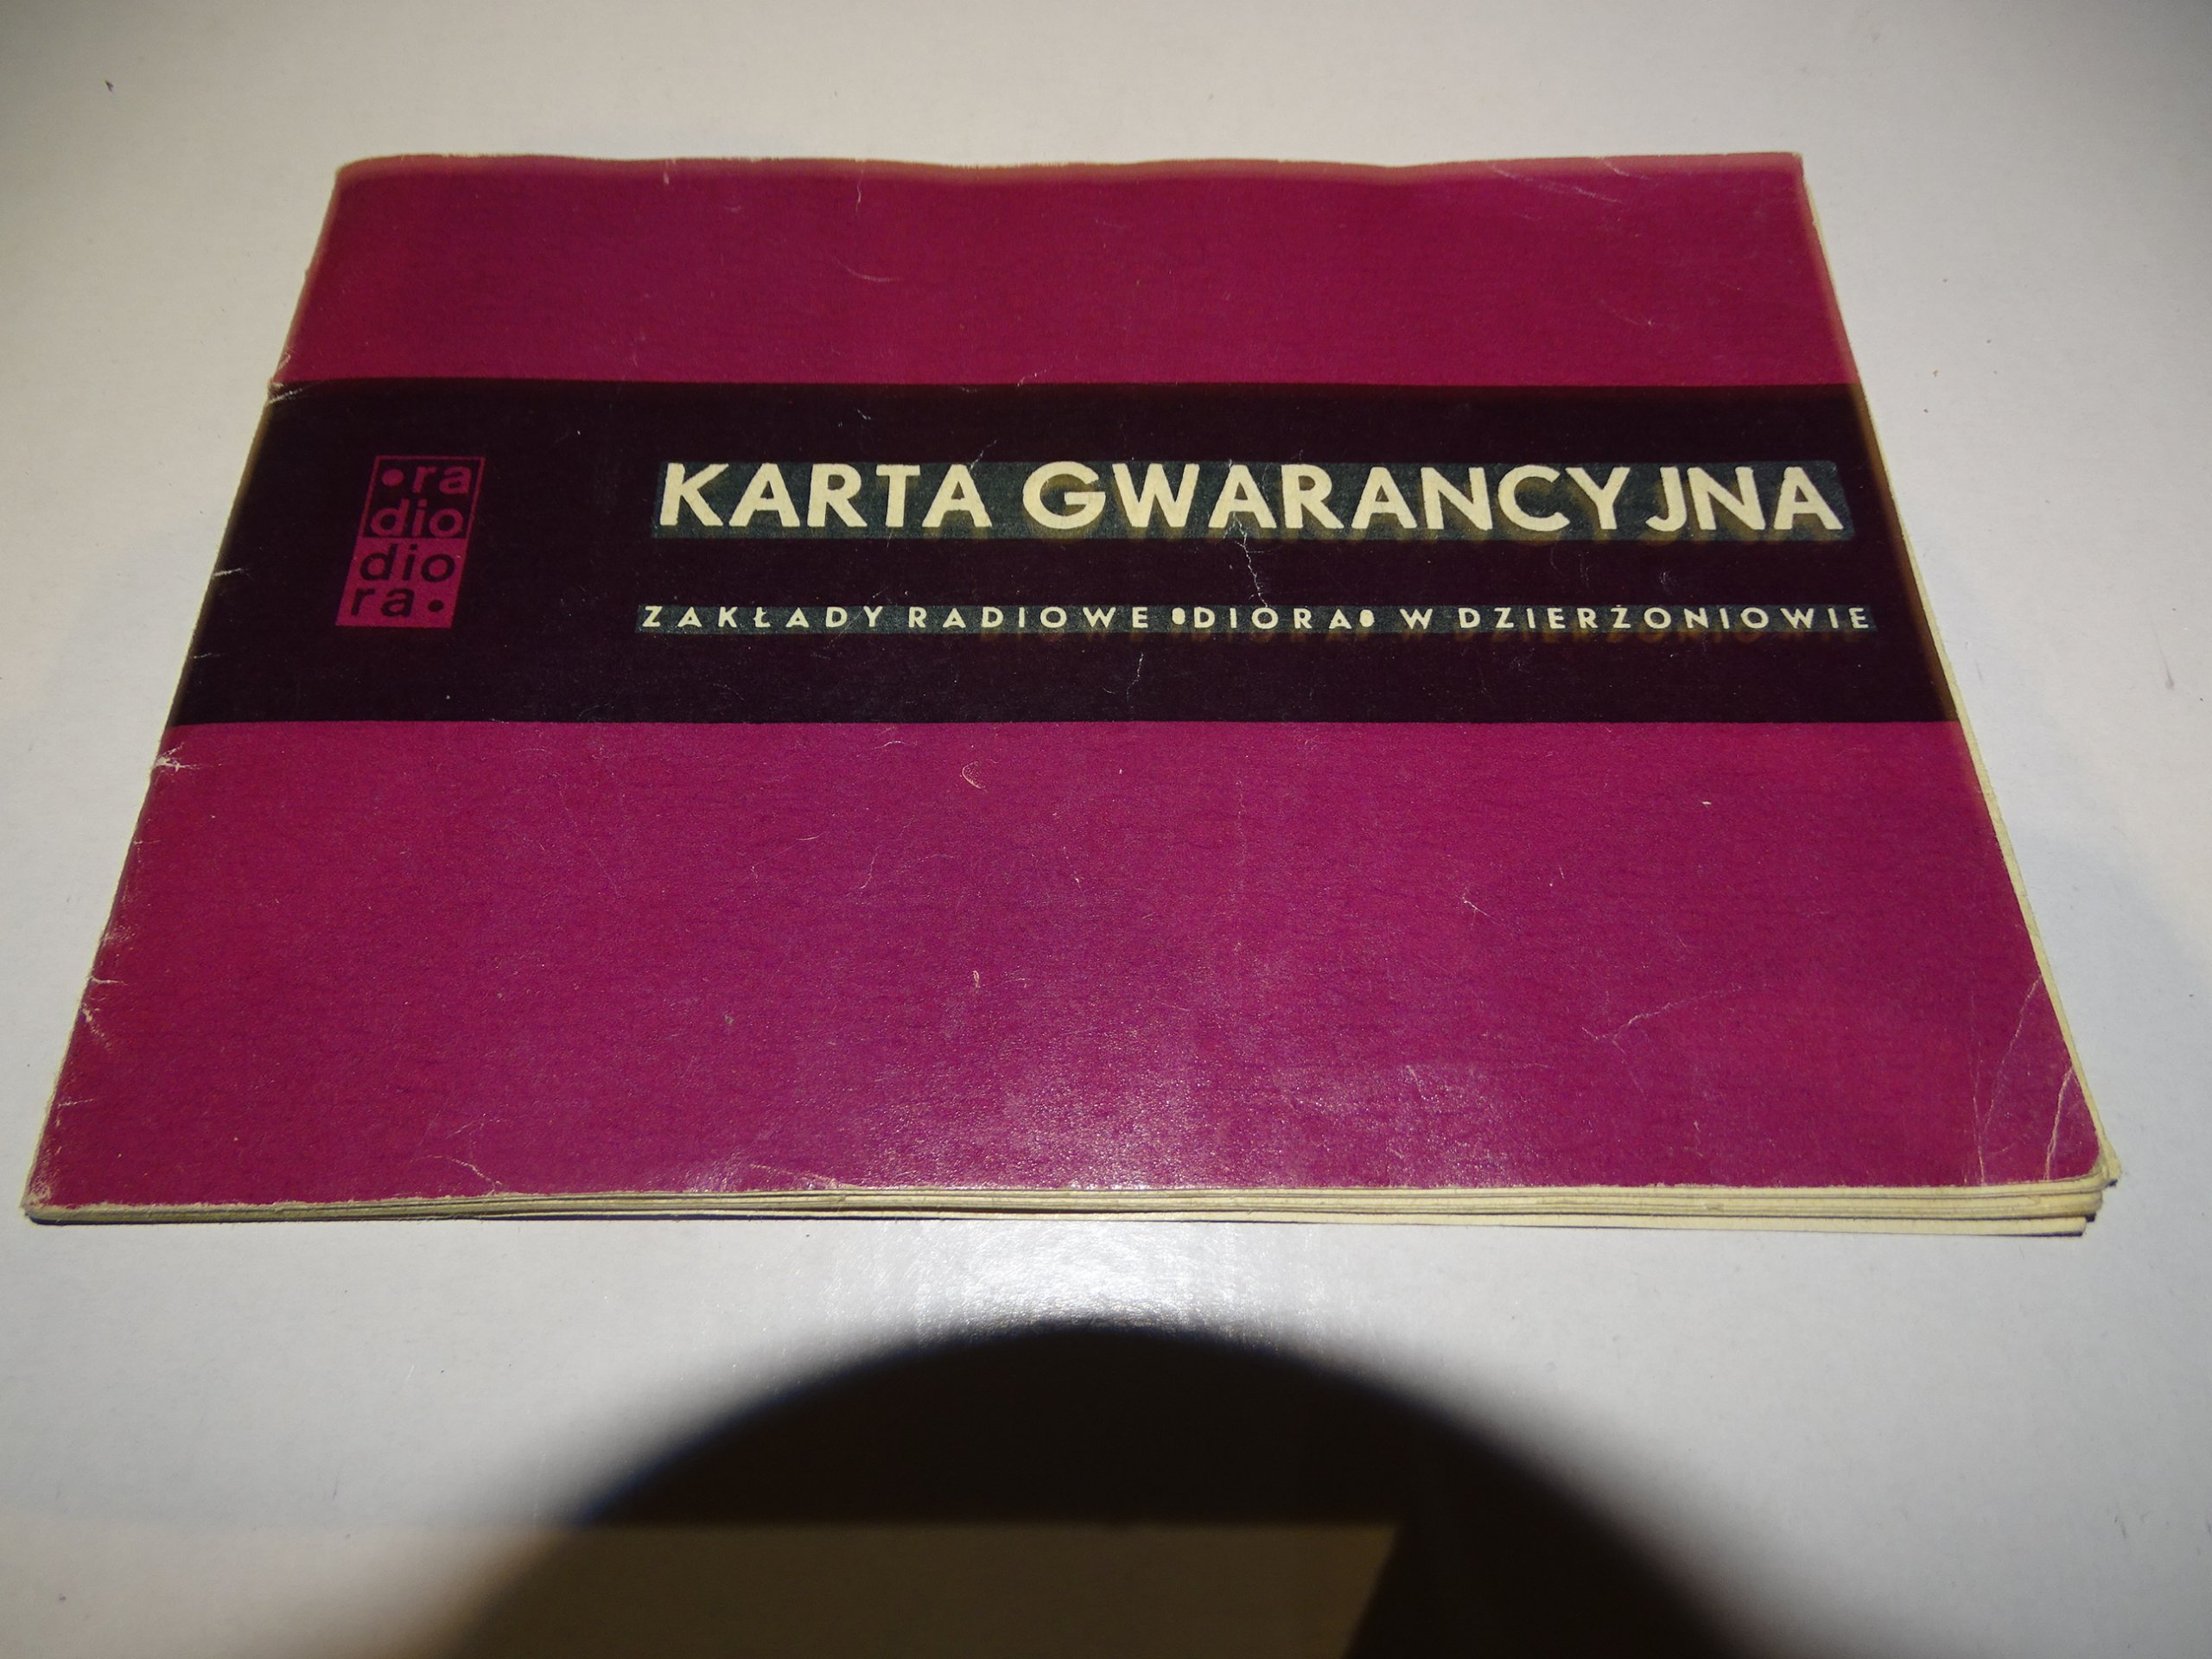 •ra
dio
dio
ra•
KARTA GWARANCYJNA
ZAKŁADY RADIOWE "DIORA" W DZIERŻONIOWIE